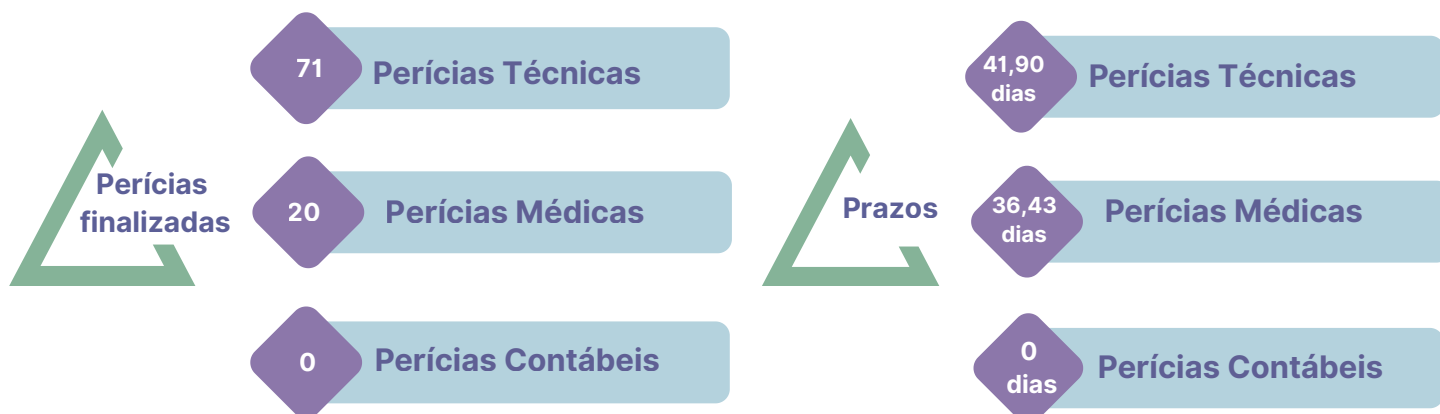 Perícias
finalizadas
71
Perícias Técnicas
20
Perícias Médicas
0
Perícias Contábeis
Prazos
41,90
dias
Perícias Técnicas
36,43
dias
Perícias Médicas
0
dias
Perícias Contábeis